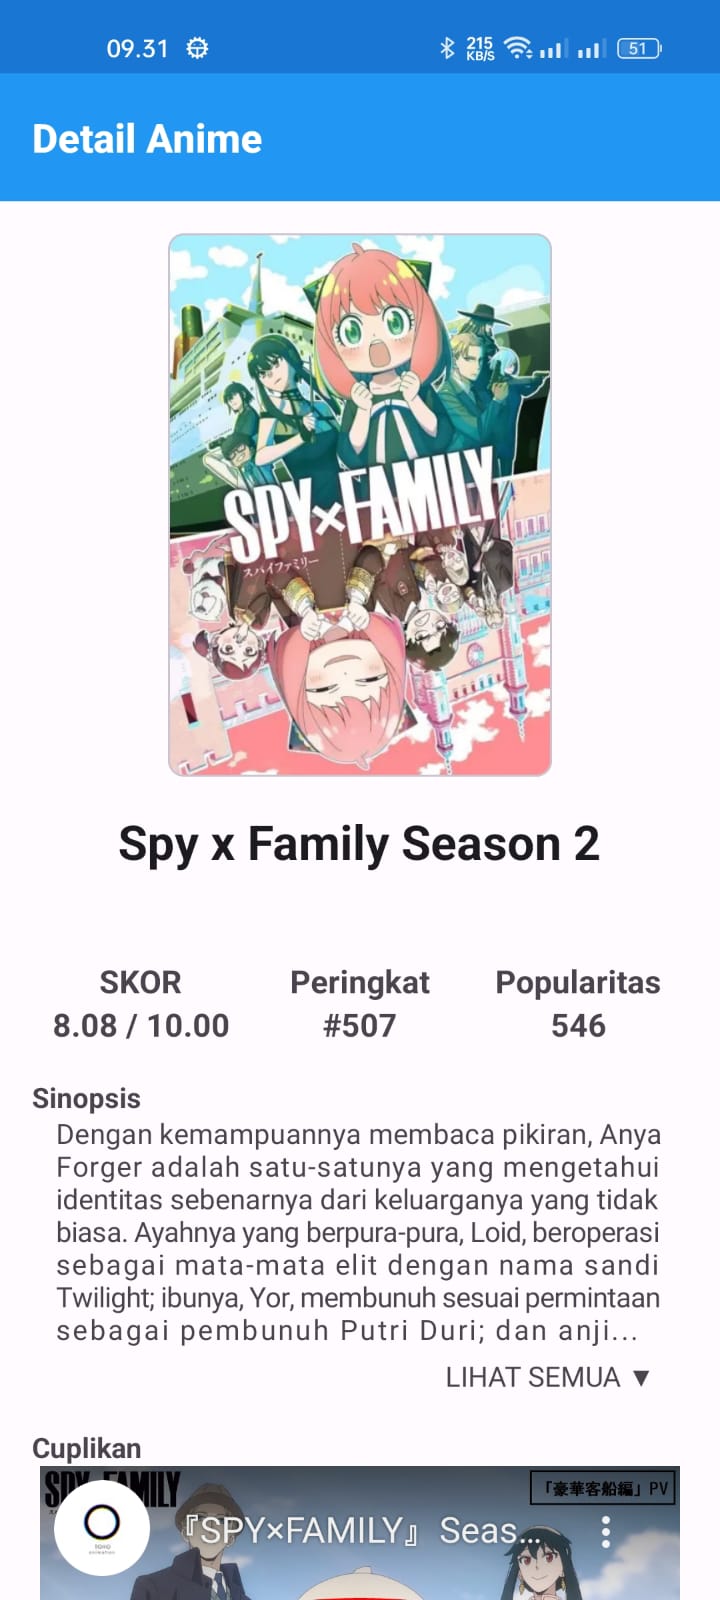 09.31
215
KB/S
51
Detail Anime
SPY×FAMILY
スパイファミリー
Spy x Family Season 2
SKOR
Peringkat
Popularitas
8.08 / 10.00
#507
546
Sinopsis
Dengan kemampuannya membaca pikiran, Anya
Forger adalah satu-satunya yang mengetahui
identitas sebenarnya dari keluarganya yang tidak
biasa. Ayahnya yang berpura-pura, Loid, beroperasi
sebagai mata-mata elit dengan nama sandi
Twilight; ibunya, Yor, membunuh sesuai permintaan
sebagai pembunuh Putri Duri; dan anji...
LIHAT SEMUA ▼
Cuplikan
「豪華客船編」PV
TOHO
animation
『SPY×FAMILY』 Seas...